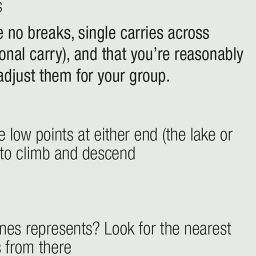 s
e no breaks, single carries across
onal carry), and that you're reasonably
adjust them for your group.
e low points at either end (the lake or
to climb and descend
nes represents? Look for the nearest
s from there